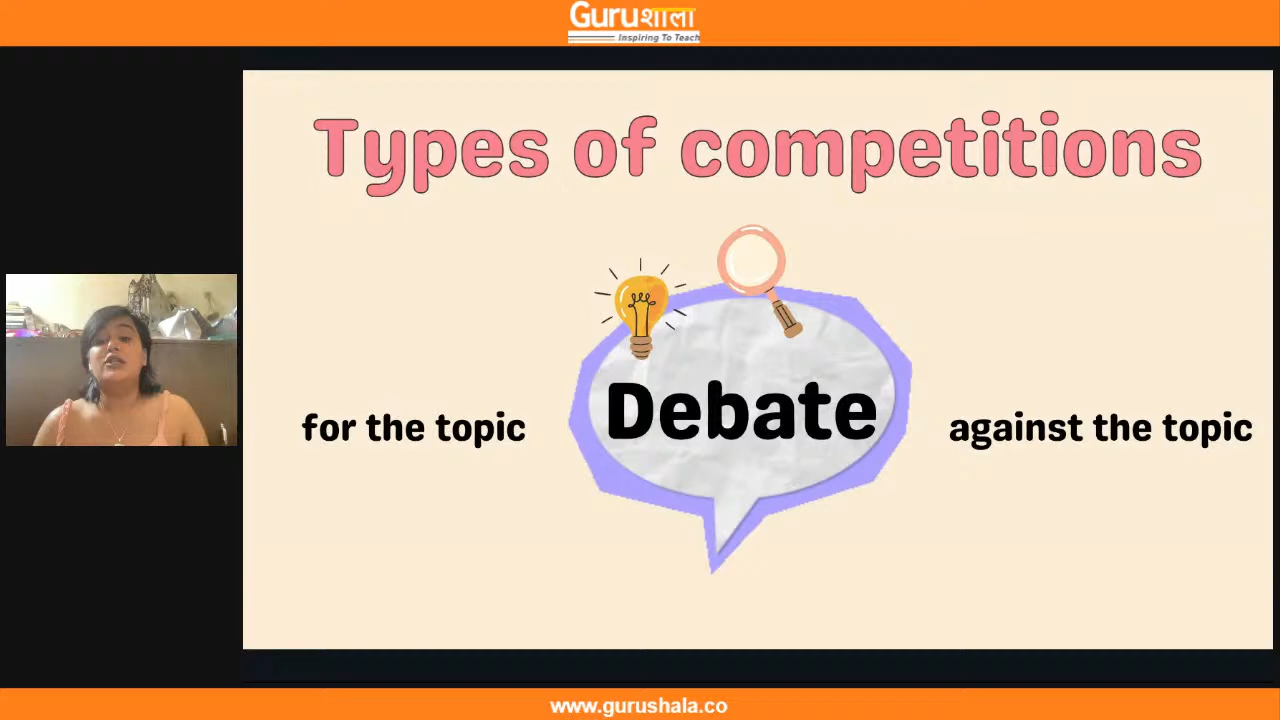 Guruशाला
Inspiring To Teach
Types of competitions
for the topic
Debate
against the topic
www.gurushala.co